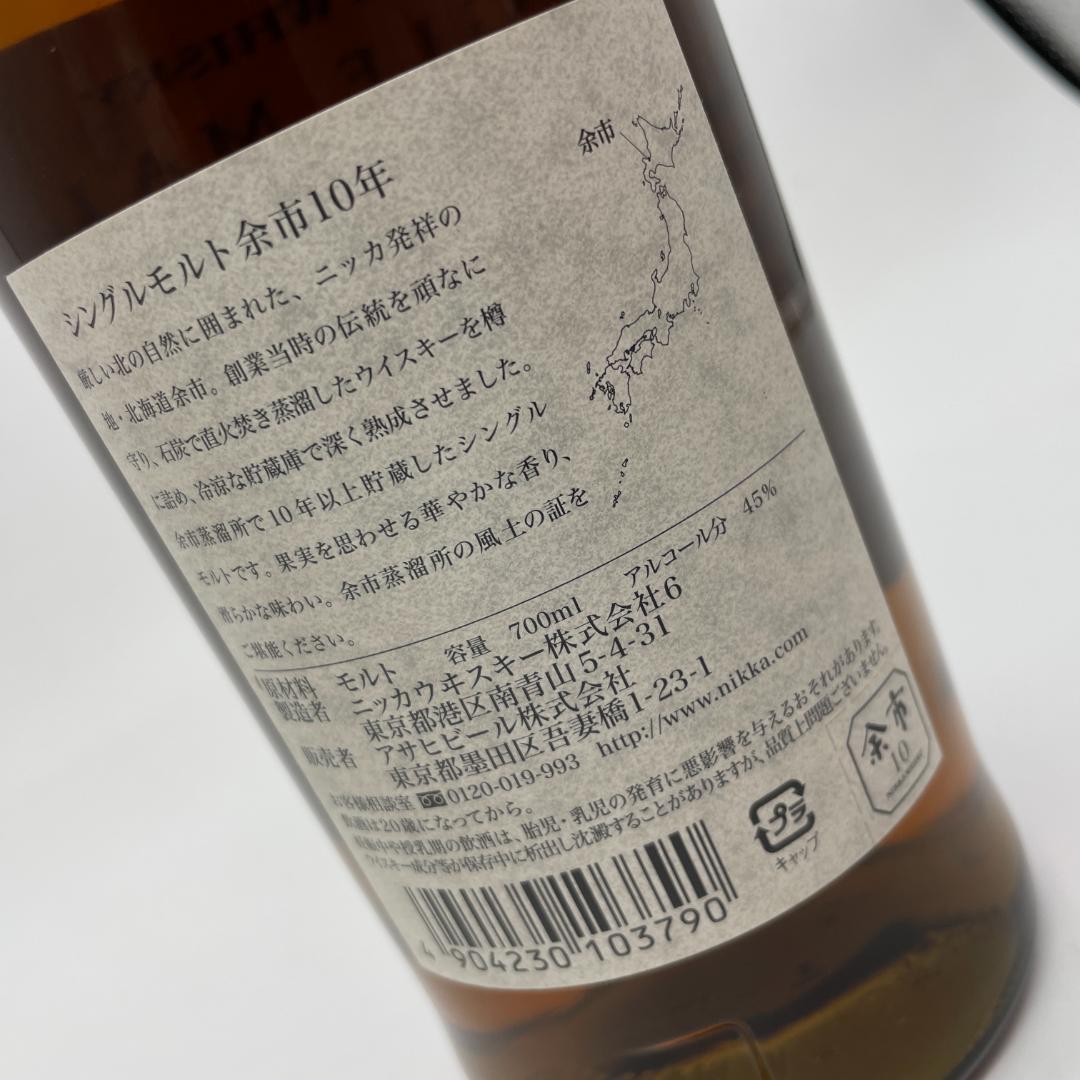 シングルモルト余市10年
厳しい北の自然に囲まれた、ニッカ発祥の
地・北海道余市。創業当時の伝統を頑なに
守り、石炭で直火焚き蒸溜したウイスキーを樽
に詰め、冷涼な貯蔵庫で深く熟成させました。
余市蒸溜所で10年以上貯蔵したシングル
モルトです。果実を思わせる華やかな香り、
滑らかな味わい。余市蒸溜所の風土の証を
ご堪能ください。
余市
原材料 モルト 容量 700ml アルコール分 45%
製造者 ニッカウヰスキー株式会社6
東京都港区南青山5-4-31
販売者 アサヒビール株式会社
東京都墨田区吾妻橋1-23-1
お客様相談室 0120-019-993 http://www.nikka.com
飲酒は20歳になってから。
妊娠中や授乳期の飲酒は、胎児・乳児の発育に悪影響を与えるおそれがあります。
ウイスキー成分等が保存中に析出し沈澱することがありますが、品質上問題ございません。
プラ
キャップ
余市
10
4 904230 103790